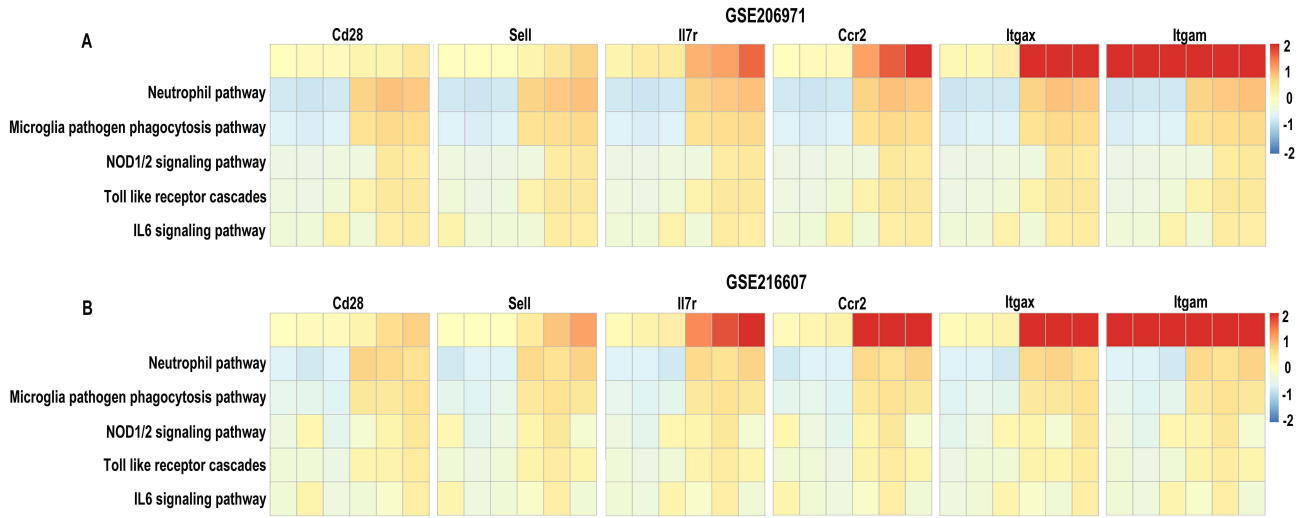 GSE206971
A
Cd28 Sell Il7r Ccr2 Itgax Itgam
2
1
0
-1
-2
Neutrophil pathway
Microglia pathogen phagocytosis pathway
NOD1/2 signaling pathway
Toll like receptor cascades
IL6 signaling pathway
GSE216607
B
Cd28 Sell Il7r Ccr2 Itgax Itgam
2
1
0
-1
-2
Neutrophil pathway
Microglia pathogen phagocytosis pathway
NOD1/2 signaling pathway
Toll like receptor cascades
IL6 signaling pathway